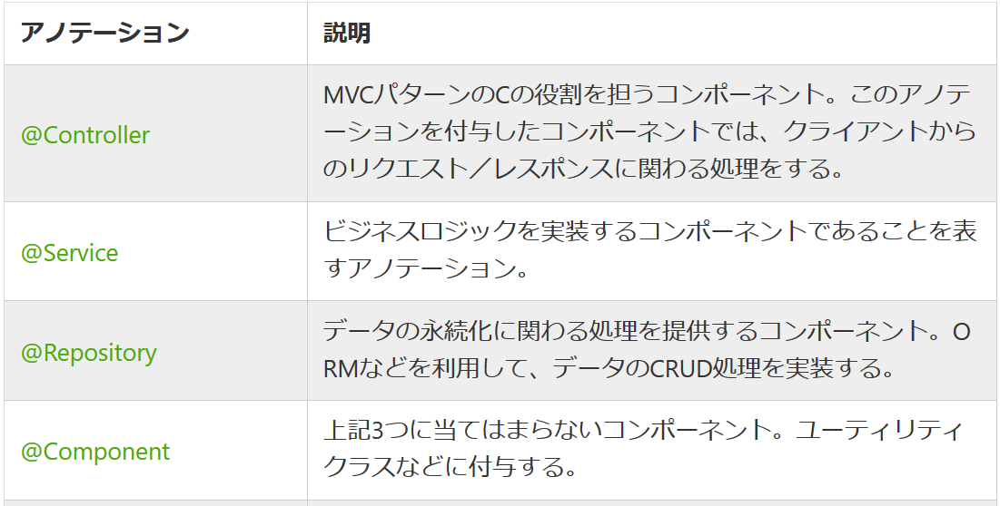 アノテーション
説明
@Controller
MVCパターンのCの役割を担うコンポーネント。このアノテ
ーションを付与したコンポーネントでは、クライアントから
のリクエスト／レスポンスに関わる処理をする。
@Service
ビジネスロジックを実装するコンポーネントであることを表
すアノテーション。
@Repository
データの永続化に関わる処理を提供するコンポーネント。O
RMなどを利用して、データのCRUD処理を実装する。
@Component
上記3つに当てはまらないコンポーネント。ユーティリティ
クラスなどに付与する。